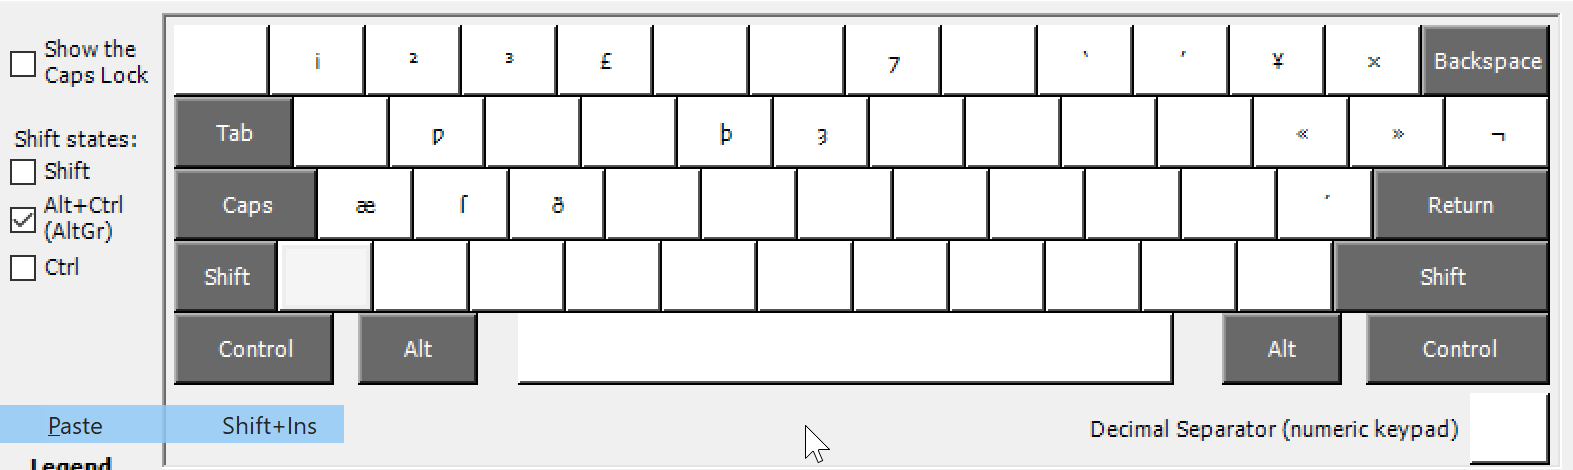 Show the
Caps Lock
Shift states:
Shift
Alt+Ctrl
(AltGr)
Ctrl
¡ ² ³ £ ⁊ ‵ ′ ¥ × Backspace
Tab ƿ þ ȝ « » ¬
Caps æ ſ ð ´ Return
Shift Shift
Control Alt Alt Control
Paste Shift+Ins
Decimal Separator (numeric keypad)
Legend